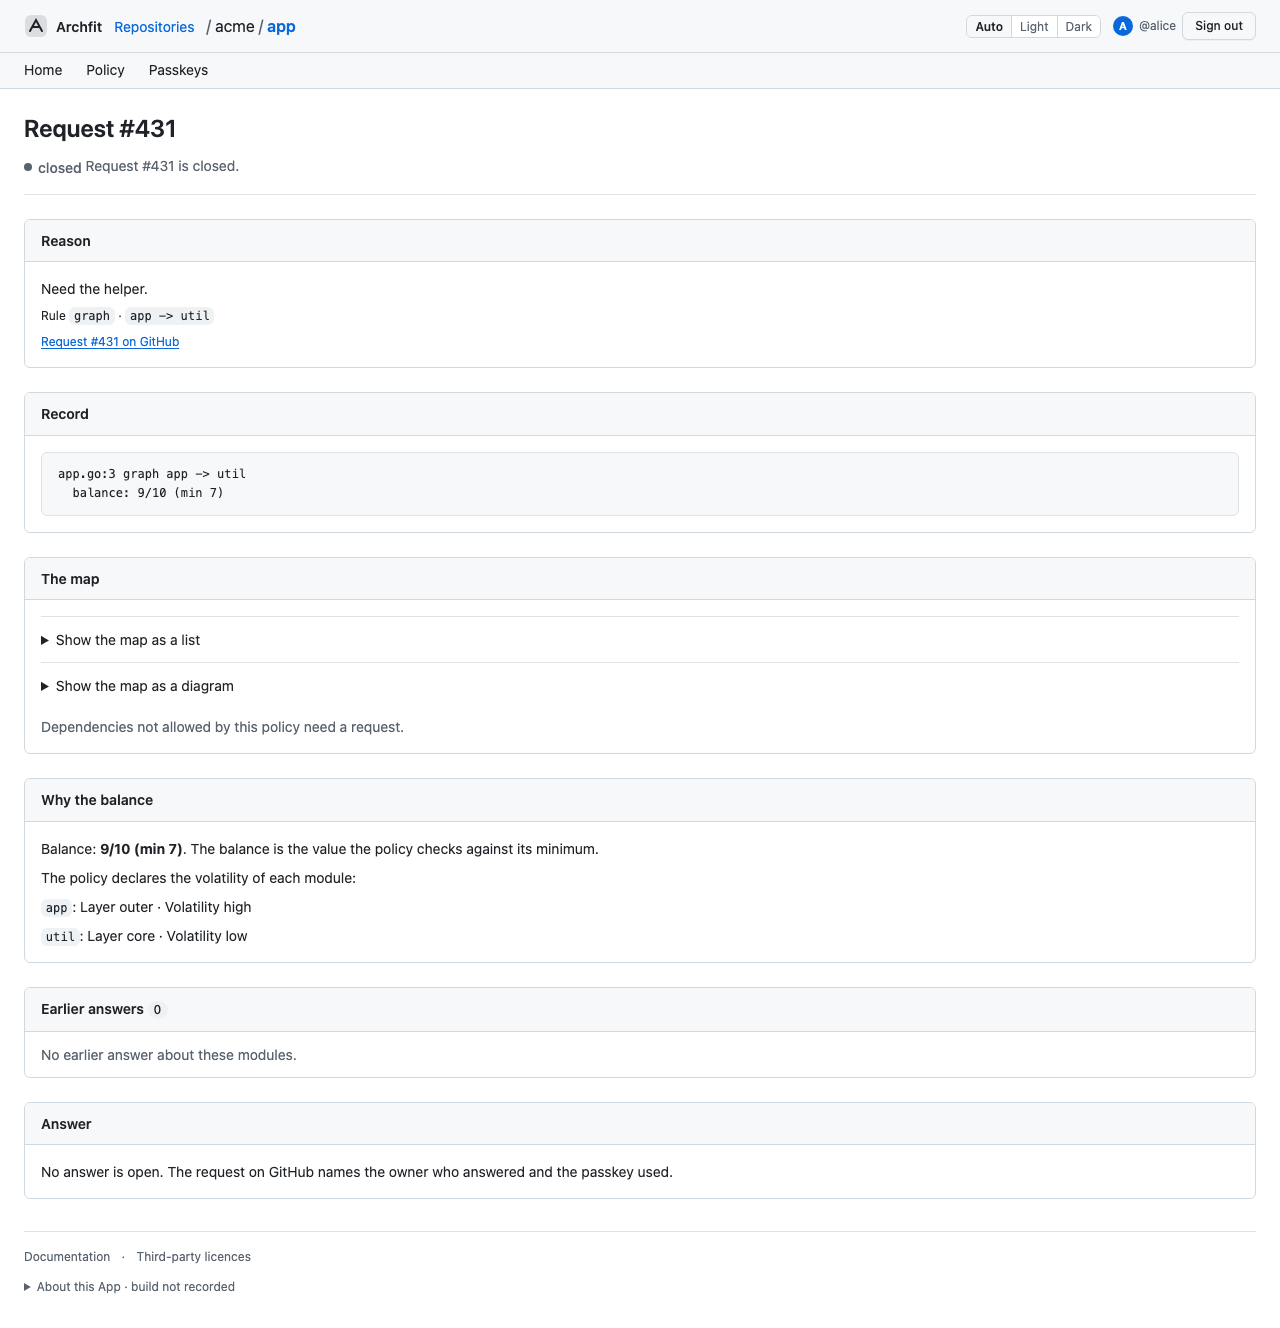 Archfit Repositories / acme / app Auto Light Dark A @alice Sign out
Home Policy Passkeys
Request #431
closed Request #431 is closed.
Reason
Need the helper.
Rule graph · app -> util
Request #431 on GitHub
Record
app.go:3 graph app -> util
balance: 9/10 (min 7)
The map
Show the map as a list
Show the map as a diagram
Dependencies not allowed by this policy need a request.
Why the balance
Balance: 9/10 (min 7). The balance is the value the policy checks against its minimum.
The policy declares the volatility of each module:
app: Layer outer · Volatility high
util: Layer core · Volatility low
Earlier answers 0
No earlier answer about these modules.
Answer
No answer is open. The request on GitHub names the owner who answered and the passkey used.
Documentation · Third-party licences
About this App · build not recorded